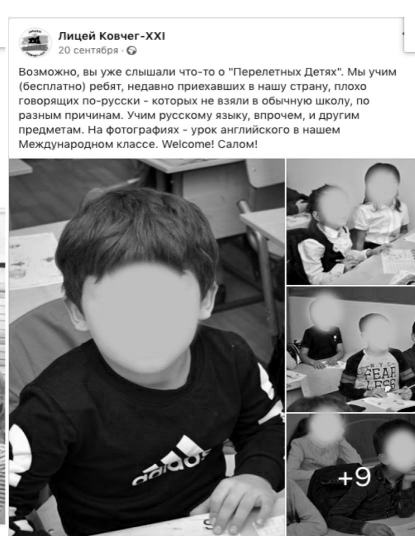 Лицей Ковчег-XXI
20 сентября ·
Возможно, вы уже слышали что-то о "Перелетных Детях". Мы учим
(бесплатно) ребят, недавно приехавших в нашу страну, плохо
говорящих по-русски - которых не взяли в обычную школу, по
разным причинам. Учим русскому языку, впрочем, и другим
предметам. На фотографиях - урок английского в нашем
Международном классе. Welcome! Салом!
adidas
FEAR
LESS
+9